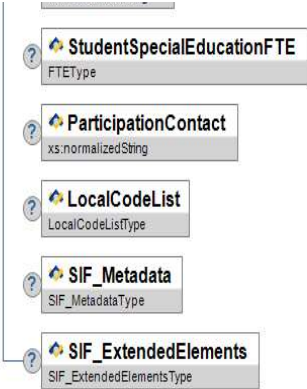 ?
StudentSpecialEducationFTE
FTEType
?
ParticipationContact
xs:normalizedString
?
LocalCodeList
LocalCodeListType
?
SIF_Metadata
SIF_MetadataType
?
SIF_ExtendedElements
SIF_ExtendedElementsType